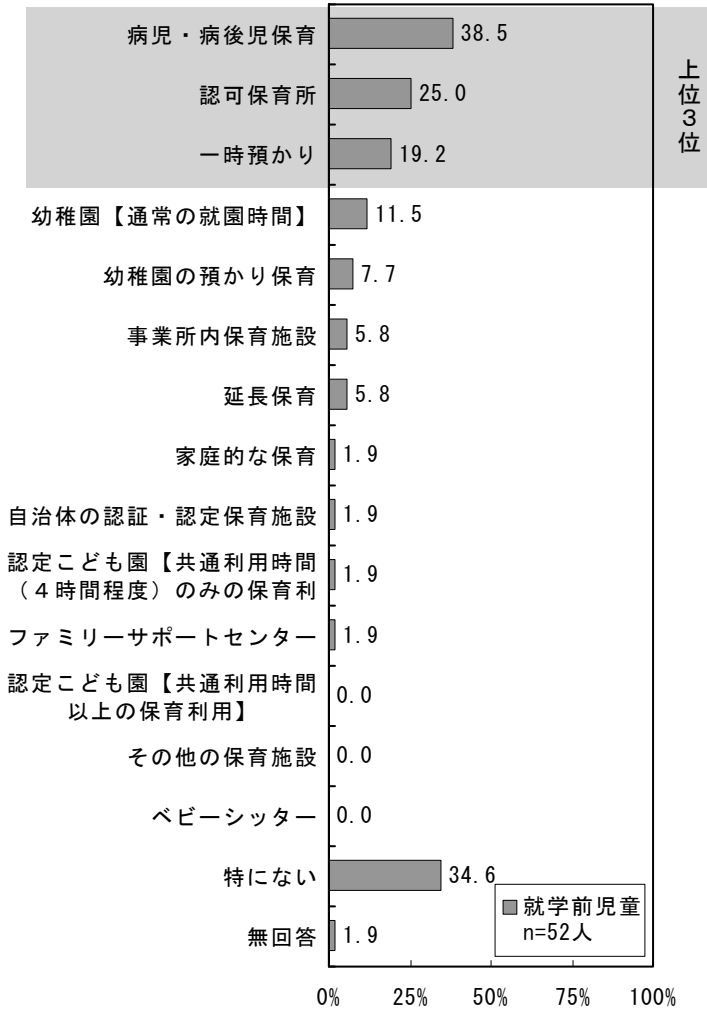 病児・病後児保育 38.5
認可保育所 25.0
一時預かり 19.2
上位3位
幼稚園【通常の就園時間】 11.5
幼稚園の預かり保育 7.7
事業所内保育施設 5.8
延長保育 5.8
家庭的な保育 1.9
自治体の認証・認定保育施設 1.9
認定こども園【共通利用時間
（４時間程度）のみの保育利 1.9
ファミリーサポートセンター 1.9
認定こども園【共通利用時間
以上の保育利用】 0.0
その他の保育施設 0.0
ベビーシッター 0.0
特にない 34.6
無回答 1.9
就学前児童
n=52人
0% 25% 50% 75% 100%